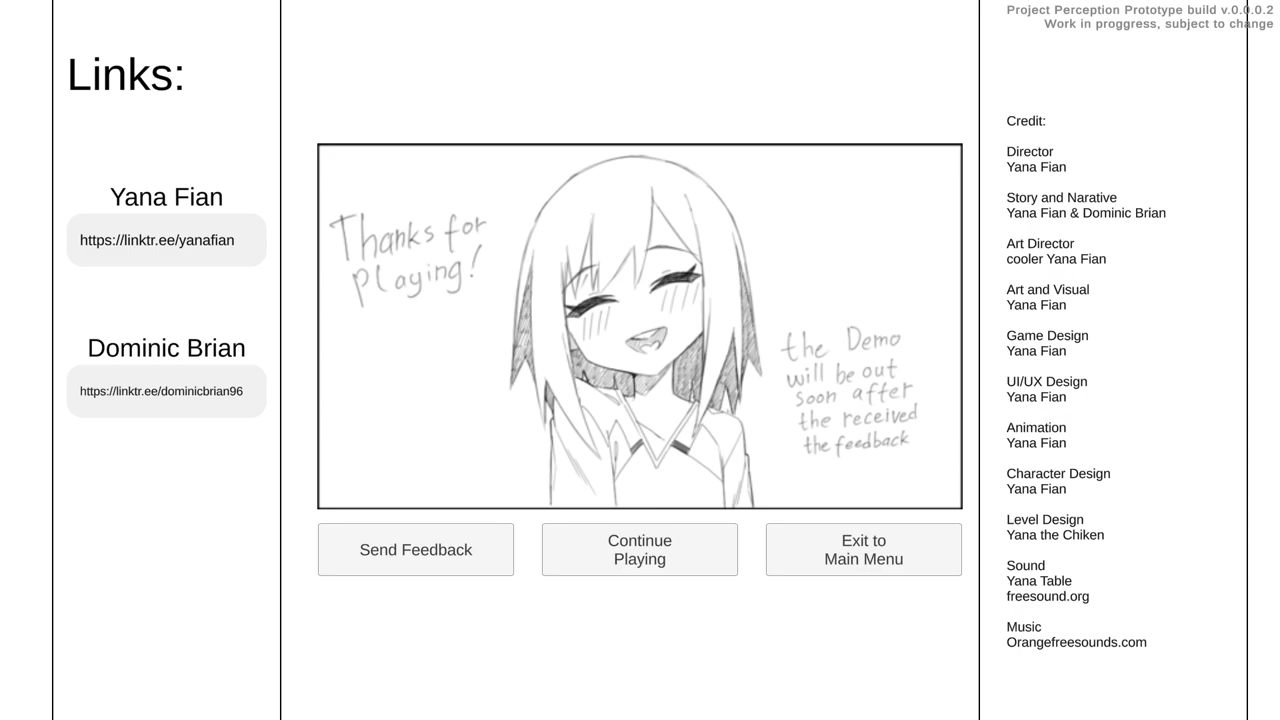 Project Perception Prototype build v.0.0.0.2
Work in proggress, subject to change
Links:
Yana Fian
https://linktr.ee/yanafian
Dominic Brian
https://linktr.ee/dominicbrian96
Thanks for
Playing!
the Demo
will be out
soon after
the received
the feedback
Send Feedback
Continue
Playing
Exit to
Main Menu
Credit:
Director
Yana Fian
Story and Narative
Yana Fian & Dominic Brian
Art Director
cooler Yana Fian
Art and Visual
Yana Fian
Game Design
Yana Fian
UI/UX Design
Yana Fian
Animation
Yana Fian
Character Design
Yana Fian
Level Design
Yana the Chiken
Sound
Yana Table
freesound.org
Music
Orangefreesounds.com